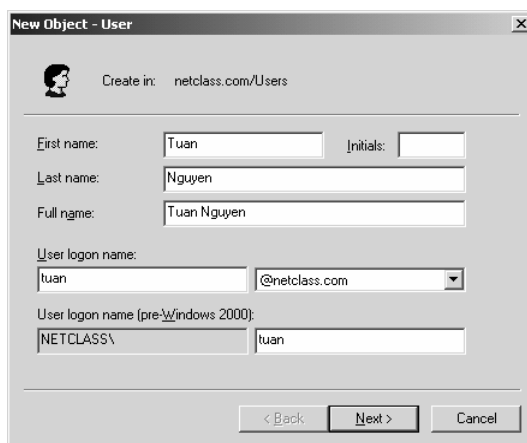 New Object - User
Create in: netclass.com/Users
First name: Tuan Initials:
Last name: Nguyen
Full name: Tuan Nguyen
User logon name:
tuan @netclass.com
User logon name (pre-Windows 2000):
NETCLASS\ tuan
< Back Next > Cancel